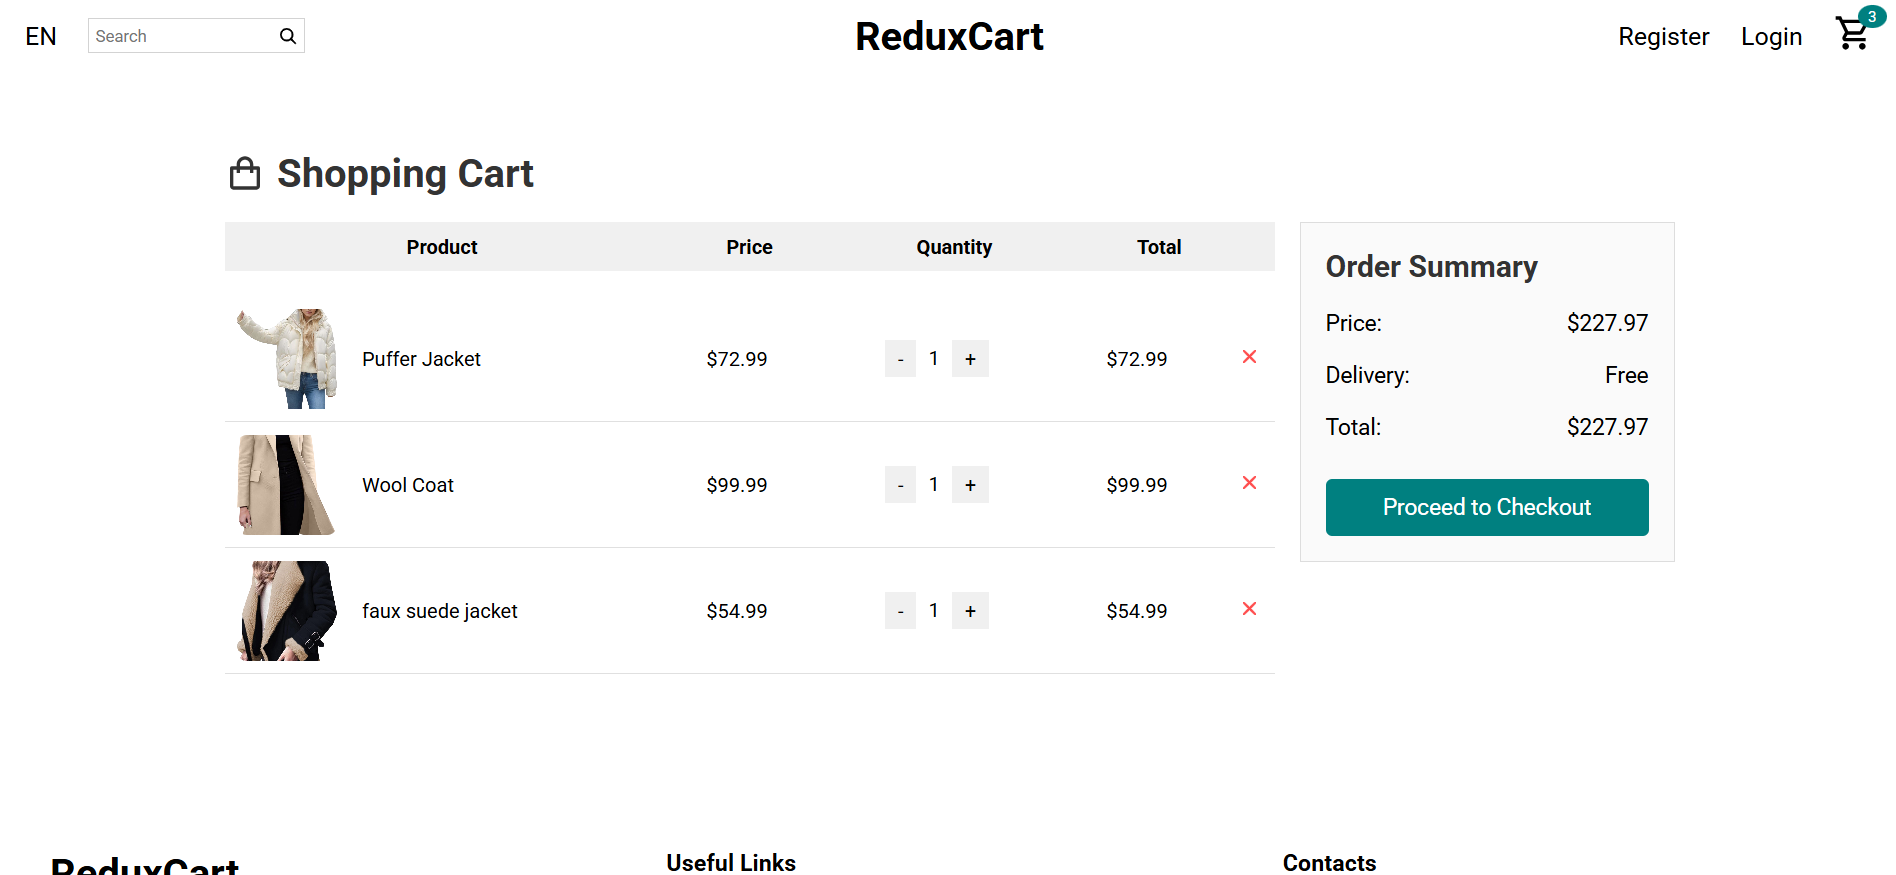 EN
Search
ReduxCart
Register
Login
3
Shopping Cart
Product Price Quantity Total
Puffer Jacket $72.99 - 1 + $72.99
Wool Coat $99.99 - 1 + $99.99
faux suede jacket $54.99 - 1 + $54.99
Order Summary
Price: $227.97
Delivery: Free
Total: $227.97
Proceed to Checkout
ReduxCart
Useful Links
Contacts